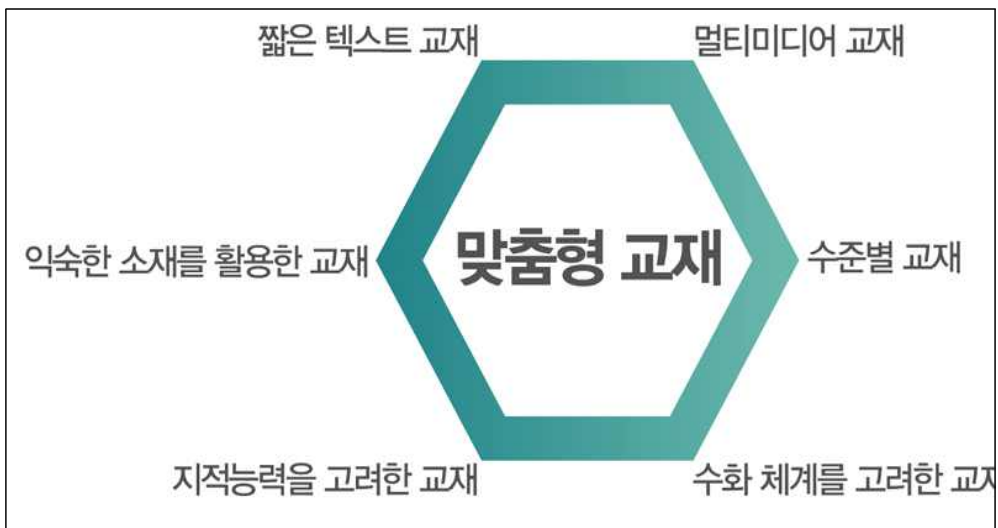 짧은 텍스트 교재
멀티미디어 교재
익숙한 소재를 활용한 교재
맞춤형 교재
수준별 교재
지적능력을 고려한 교재
수화 체계를 고려한